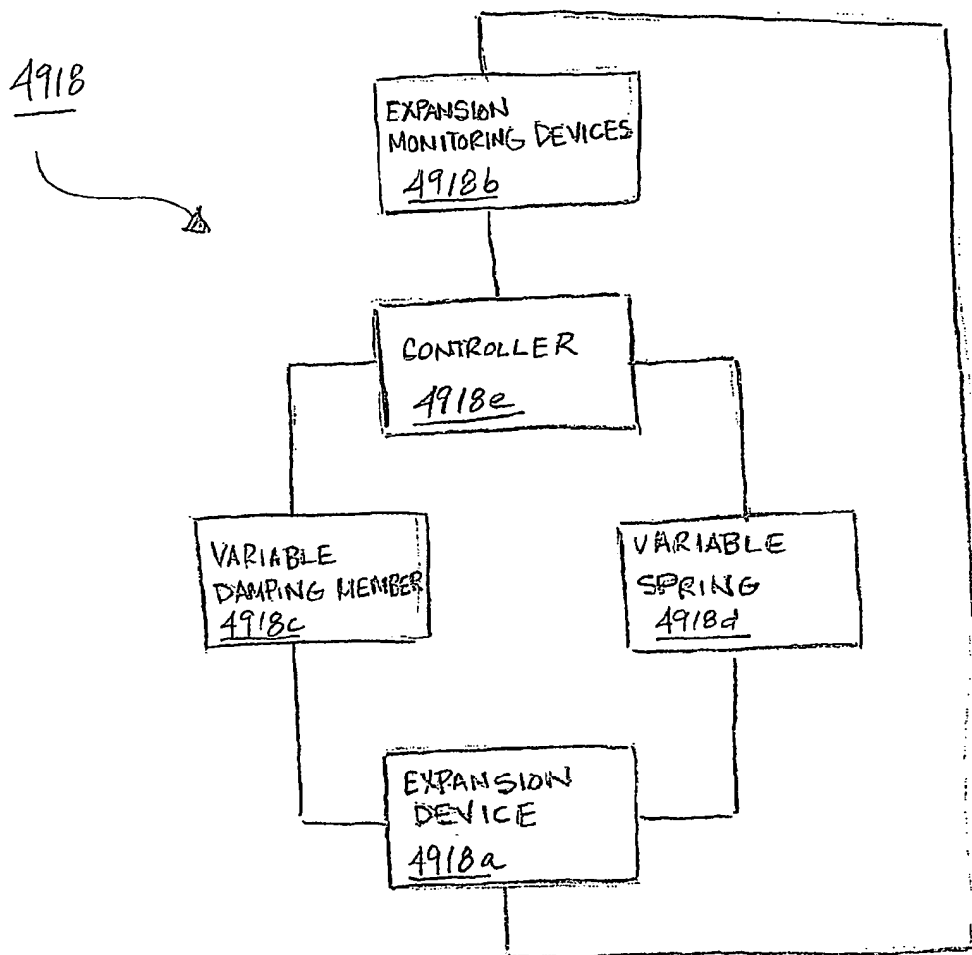 4918
EXPANSION
MONITORING DEVICES
4918b
CONTROLLER
4918e
VARIABLE
DAMPING MEMBER
4918c
VARIABLE
SPRING
4918d
EXPANSION
DEVICE
4918a